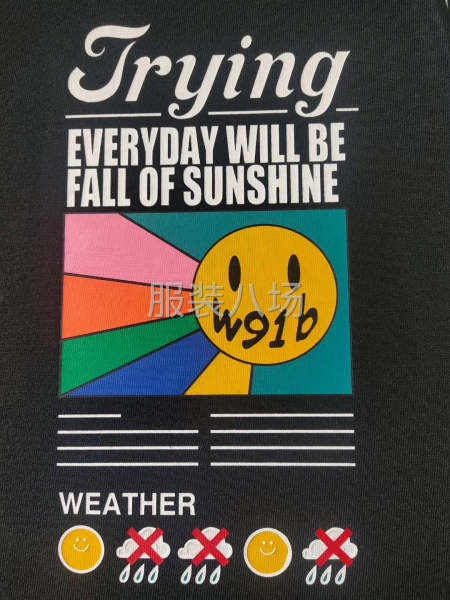 Trying
EVERYDAY WILL BE
FALL OF SUNSHINE
服装八场
w91b
WEATHER